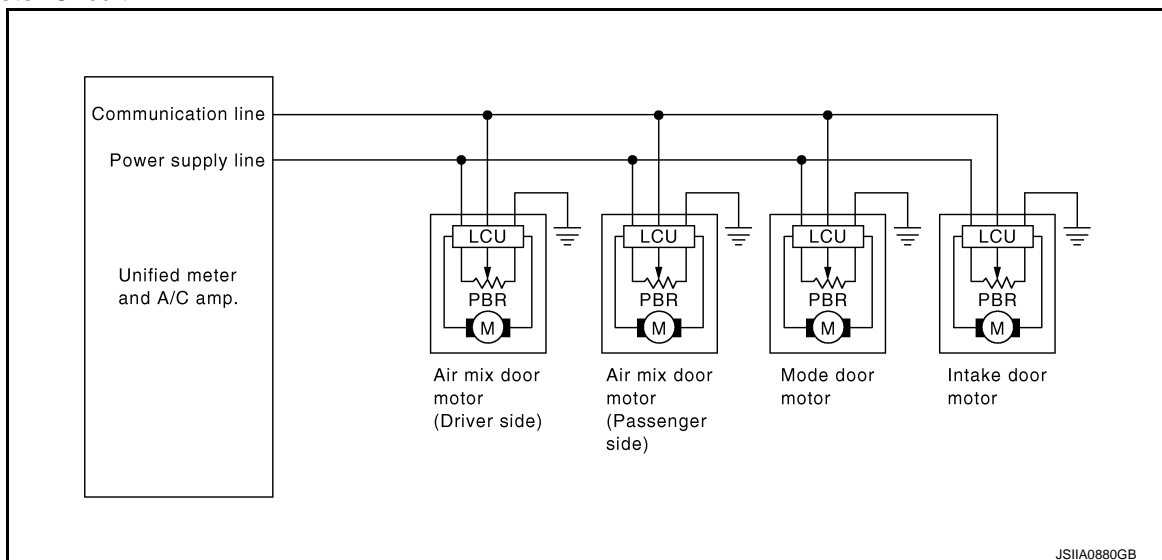 Communication line
Power supply line
Unified meter
and A/C amp.
LCU
PBR
M
LCU
PBR
M
LCU
PBR
M
LCU
PBR
M
Air mix door
motor
(Driver side)
Air mix door
motor
(Passenger
side)
Mode door
motor
Intake door
motor
JSIIA0880GB